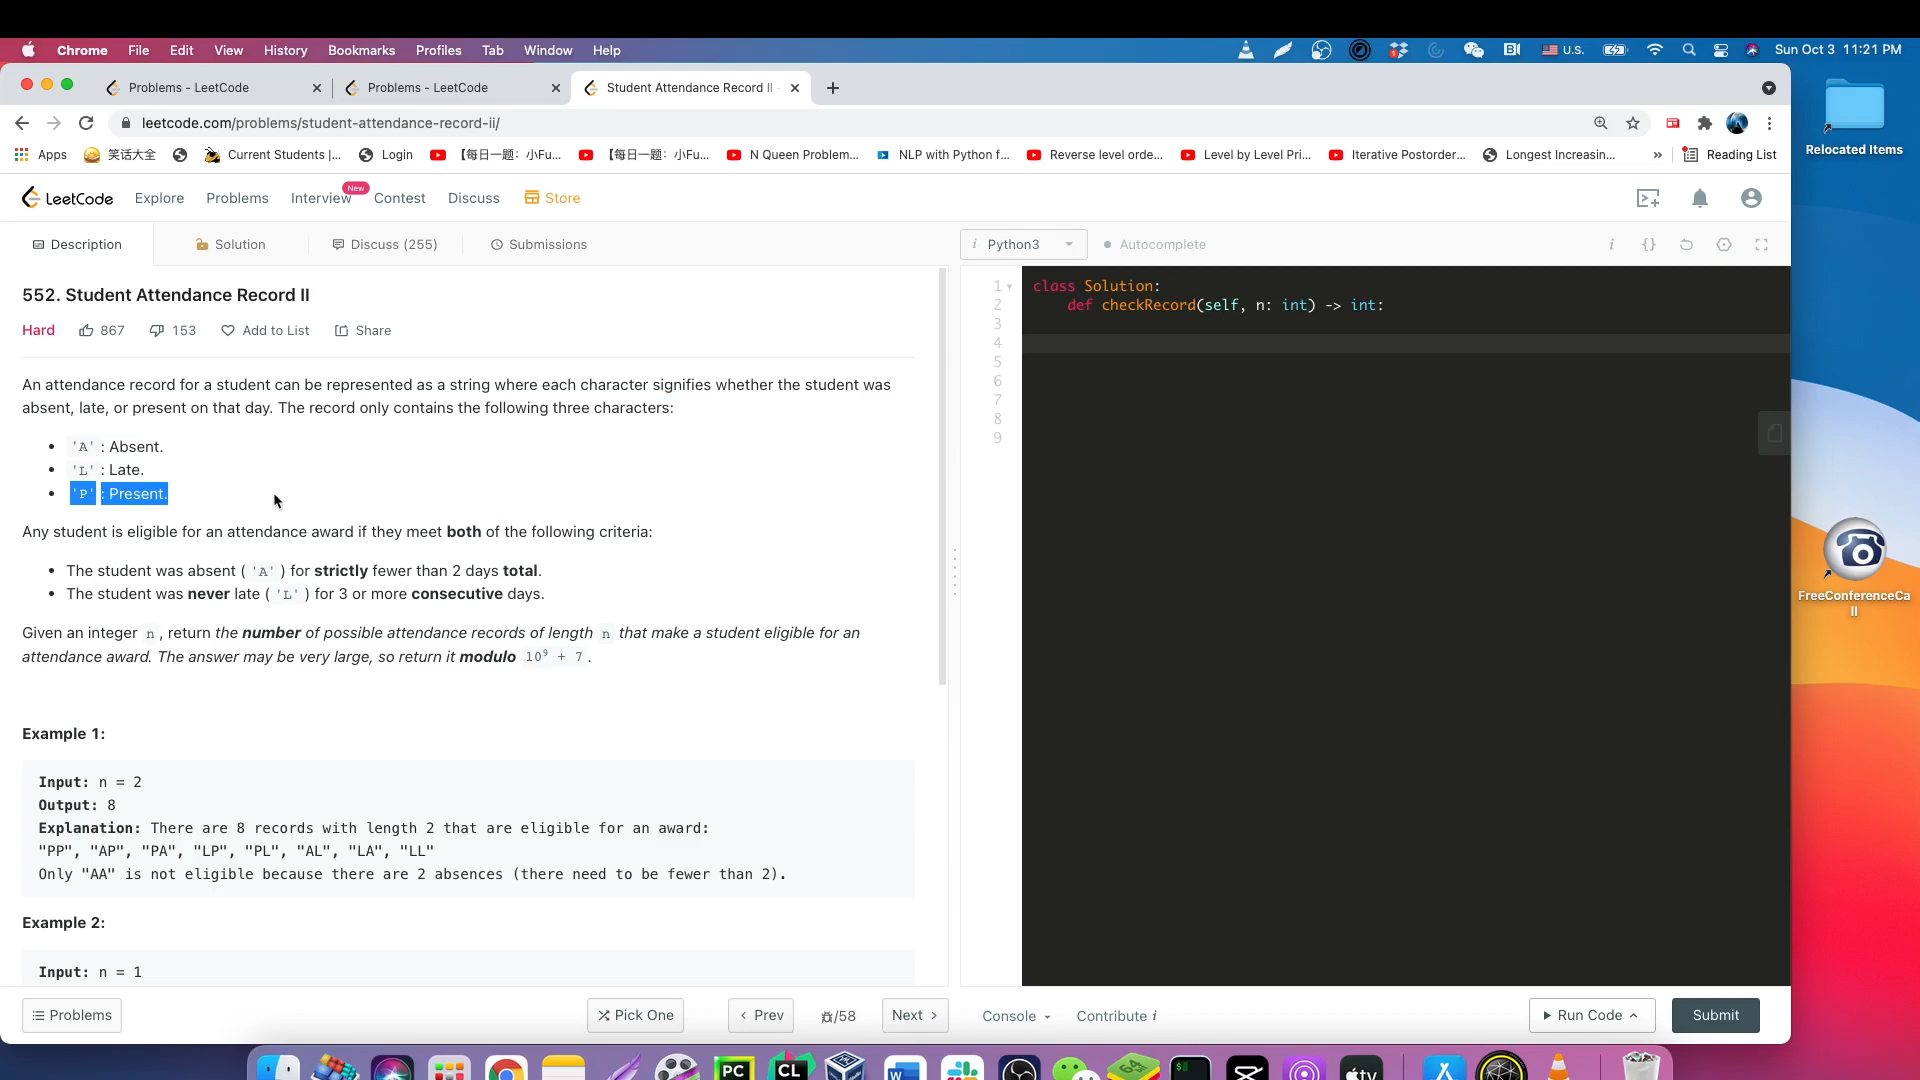 Chrome File Edit View History Bookmarks Profiles Tab Window Help U.S. Sun Oct 3 11:21 PM
Problems - LeetCode Problems - LeetCode Student Attendance Record II -
leetcode.com/problems/student-attendance-record-ii/
Apps 笑话大全 Current Students |... Login 【每日一题：小Fu... 【每日一题：小Fu... N Queen Problem... NLP with Python f... Reverse level orde... Level by Level Pri... Iterative Postorder... Longest Increasin... » Reading List
LeetCode Explore Problems Interview New Contest Discuss Store
Description Solution Discuss (255) Submissions
i Python3 Autocomplete i {}
552. Student Attendance Record II
Hard 867 153 Add to List Share
An attendance record for a student can be represented as a string where each character signifies whether the student was
absent, late, or present on that day. The record only contains the following three characters:
• 'A' : Absent.
• 'L' : Late.
• 'P' : Present.
Any student is eligible for an attendance award if they meet both of the following criteria:
• The student was absent ( 'A' ) for strictly fewer than 2 days total.
• The student was never late ( 'L' ) for 3 or more consecutive days.
Given an integer n , return the number of possible attendance records of length n that make a student eligible for an
attendance award. The answer may be very large, so return it modulo 10⁹ + 7 .
Example 1:
Input: n = 2
Output: 8
Explanation: There are 8 records with length 2 that are eligible for an award:
"PP", "AP", "PA", "LP", "PL", "AL", "LA", "LL"
Only "AA" is not eligible because there are 2 absences (there need to be fewer than 2).
Example 2:
Input: n = 1
1 class Solution:
2 def checkRecord(self, n: int) -> int:
3
4
5
6
7
8
9
Problems Pick One < Prev /58 Next > Console Contribute i Run Code Submit
Relocated Items
FreeConferenceCa
ll
PC CL W 64 $ tv